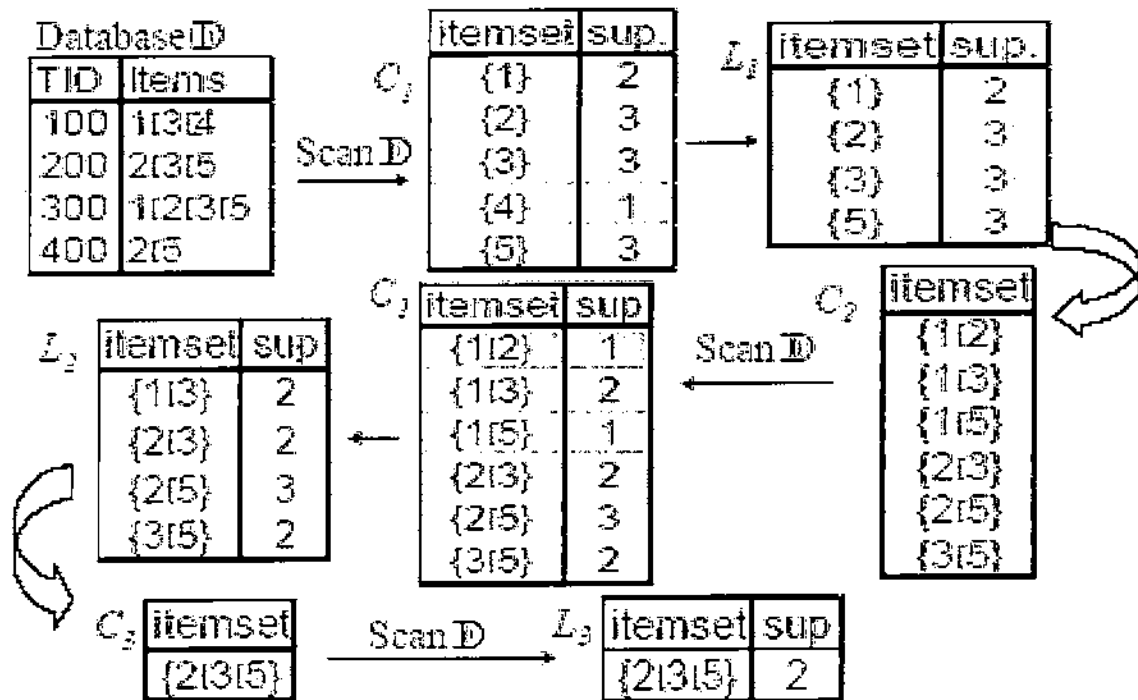 Database D
TID Items
100 1[3[4
200 2[3[5
300 1[2[3[5
400 2[5
Scan D
C1
itemset sup.
{1} 2
{2} 3
{3} 3
{4} 1
{5} 3
L1
itemset sup.
{1} 2
{2} 3
{3} 3
{5} 3
C2
itemset
{1[2}
{1[3}
{1[5}
{2[3}
{2[5}
{3[5}
Scan D
C1
itemset sup
{1[2} 1
{1[3} 2
{1[5} 1
{2[3} 2
{2[5} 3
{3[5} 2
L2
itemset sup
{1[3} 2
{2[3} 2
{2[5} 3
{3[5} 2
C3
itemset
{2[3[5}
Scan D
L3
itemset sup
{2[3[5} 2